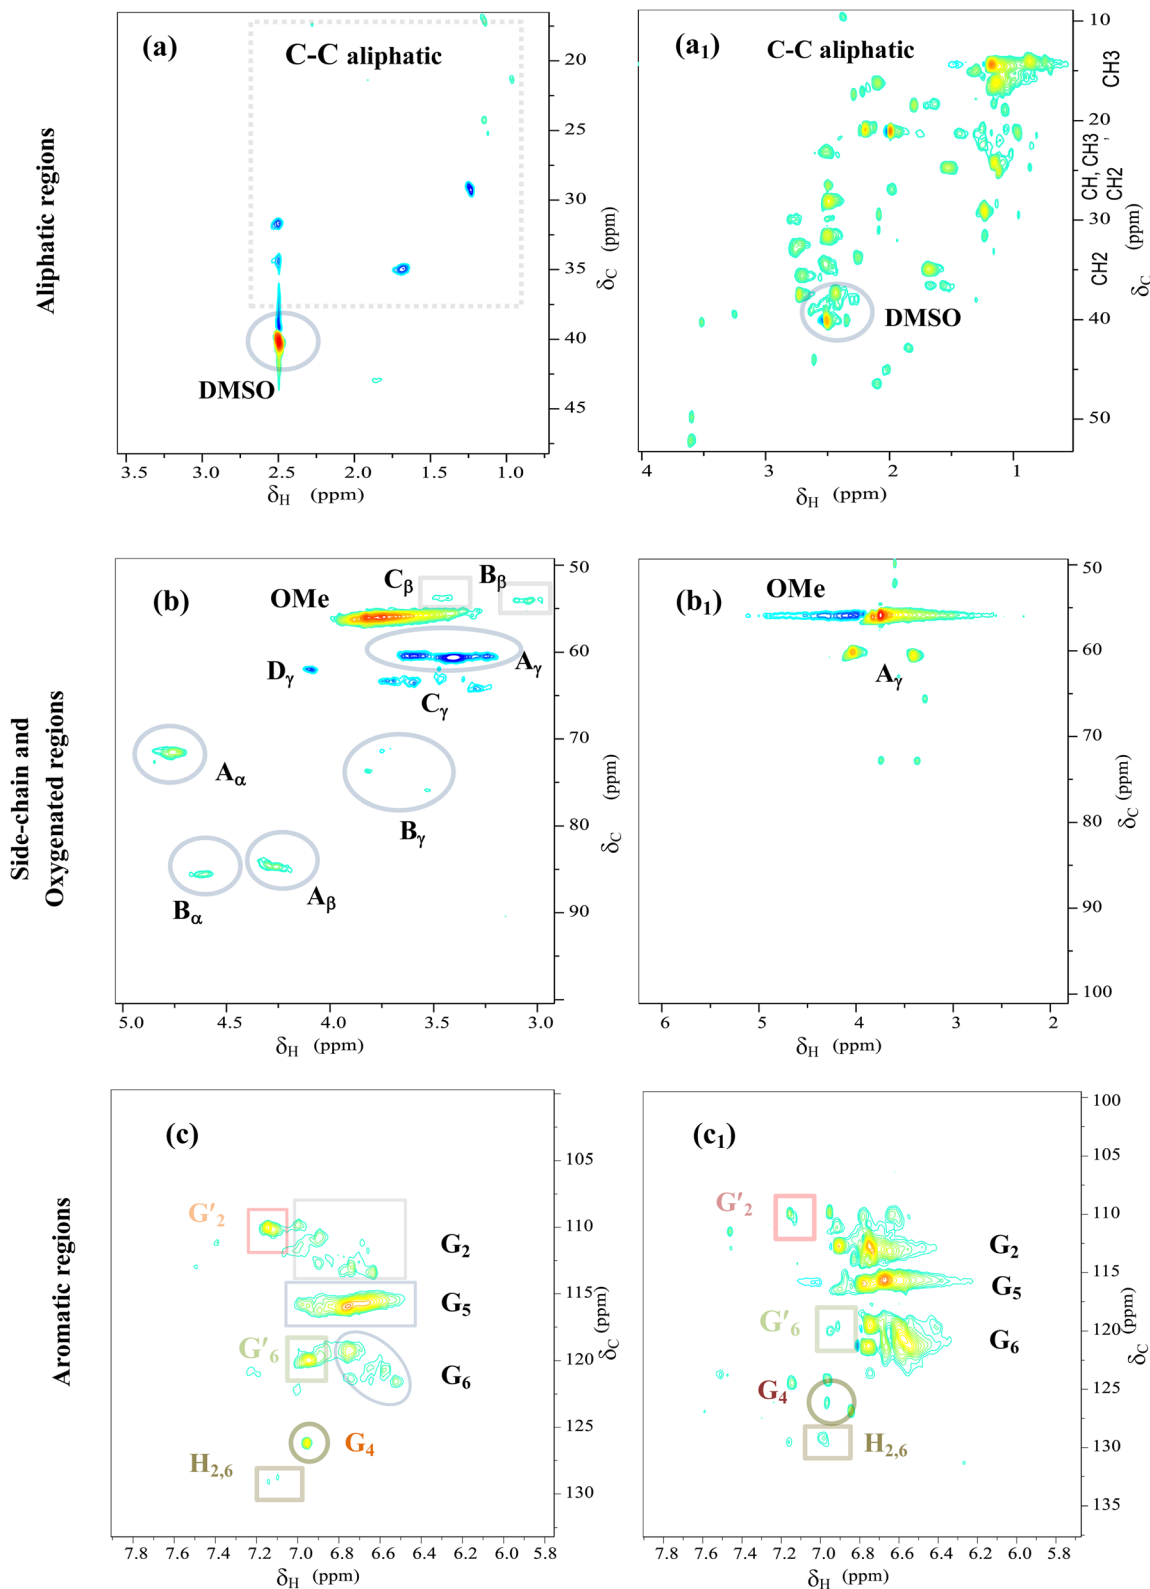 Aliphatic regions
(a)
C-C aliphatic
DMSO
20
25
30
35
40
45
δC (ppm)
3.5 3.0 2.5 2.0 1.5 1.0
δH (ppm)
(a1)
C-C aliphatic
DMSO
10
20
30
40
50
CH3
CH, CH3
CH2
CH2
δC (ppm)
4 3 2 1
δH (ppm)
Side-chain and
Oxygenated regions
(b)
OMe
Cβ
Bβ
Aγ
Dγ
Cγ
Aα
Bγ
Bα
Aβ
50
60
70
80
90
δC (ppm)
5.0 4.5 4.0 3.5 3.0
δH (ppm)
(b1)
OMe
Aγ
50
60
70
80
90
100
δC (ppm)
6 5 4 3 2
δH (ppm)
Aromatic regions
(c)
G′2
G2
G5
G′6
G6
G4
H2,6
105
110
115
120
125
130
δC (ppm)
7.8 7.6 7.4 7.2 7.0 6.8 6.6 6.4 6.2 6.0 5.8
δH (ppm)
(c1)
G′2
G2
G5
G′6
G6
G4
H2,6
100
105
110
115
120
125
130
135
δC (ppm)
7.8 7.6 7.4 7.2 7.0 6.8 6.6 6.4 6.2 6.0 5.8
δH (ppm)